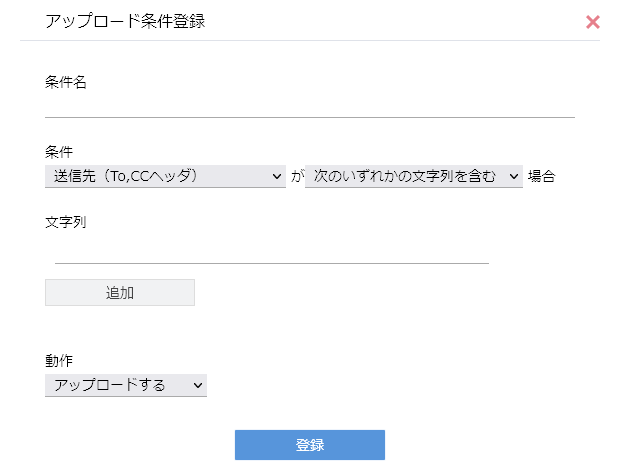 アップロード条件登録
条件名
条件
送信先（To,CCヘッダ） が 次のいずれかの文字列を含む 場合
文字列
追加
動作
アップロードする
登録